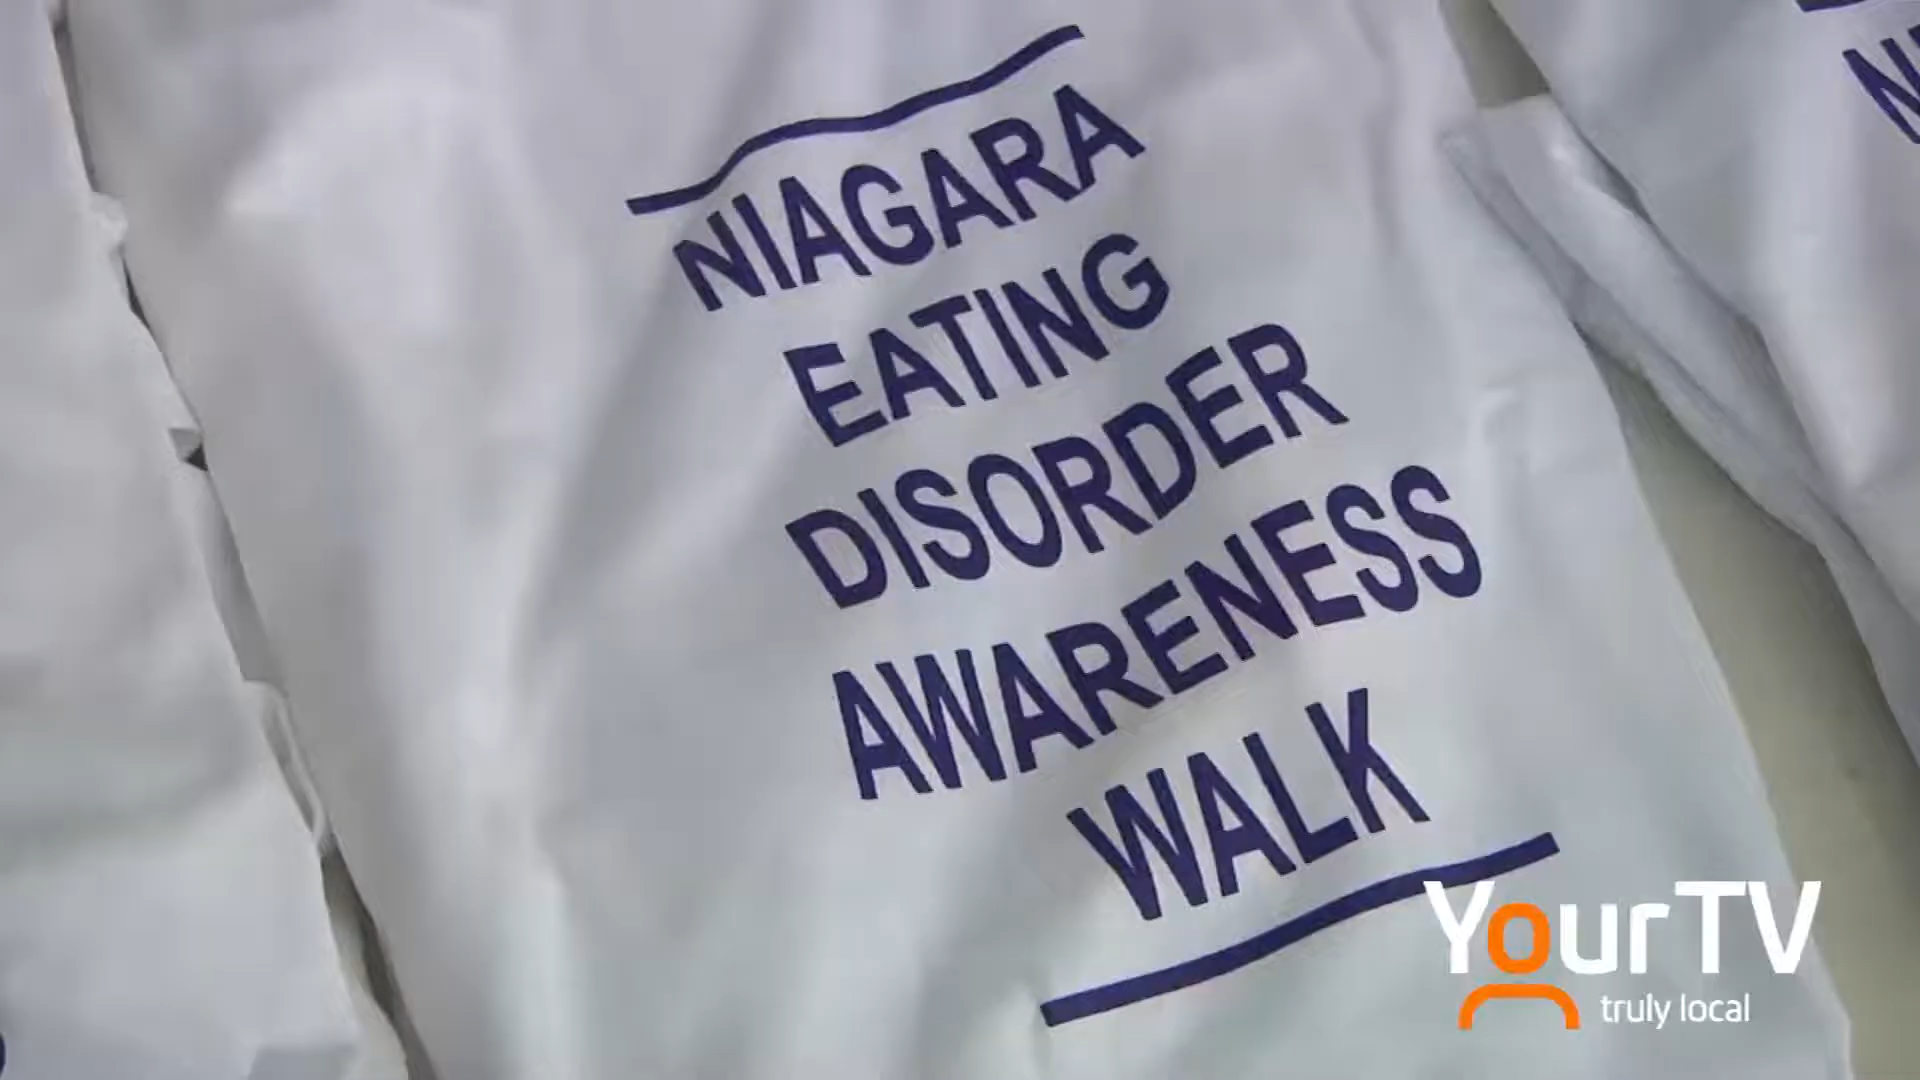 NIAGARA
EATING
DISORDER
AWARENESS
WALK
YourTV
truly local